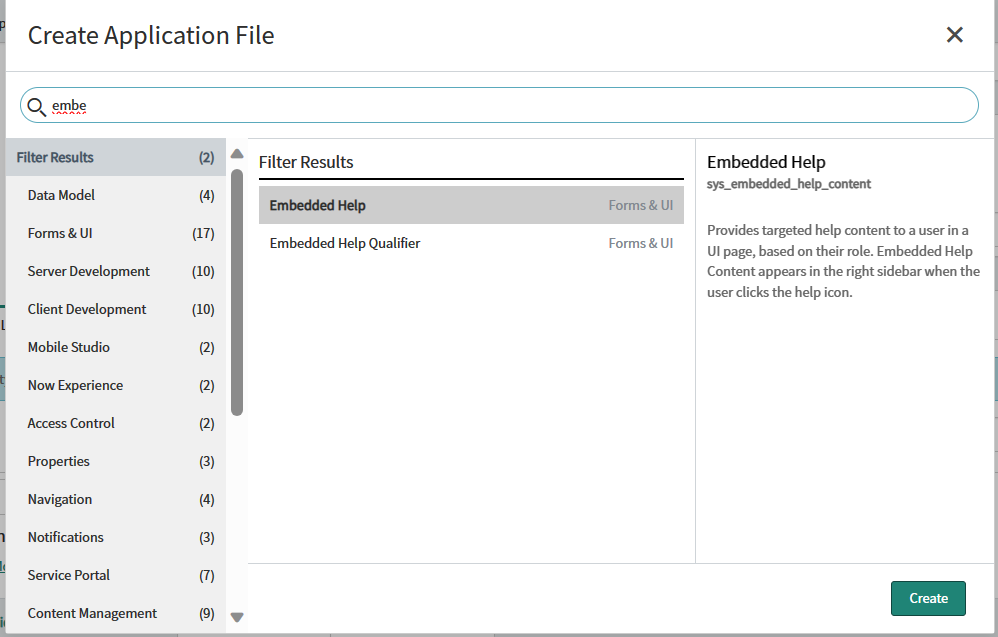 Create Application File
embe
Filter Results (2)
Data Model (4)
Forms & UI (17)
Server Development (10)
Client Development (10)
Mobile Studio (2)
Now Experience (2)
Access Control (2)
Properties (3)
Navigation (4)
Notifications (3)
Service Portal (7)
Content Management (9)
Filter Results
Embedded Help Forms & UI
Embedded Help Qualifier Forms & UI
Embedded Help
sys_embedded_help_content
Provides targeted help content to a user in a
UI page, based on their role. Embedded Help
Content appears in the right sidebar when the
user clicks the help icon.
Create